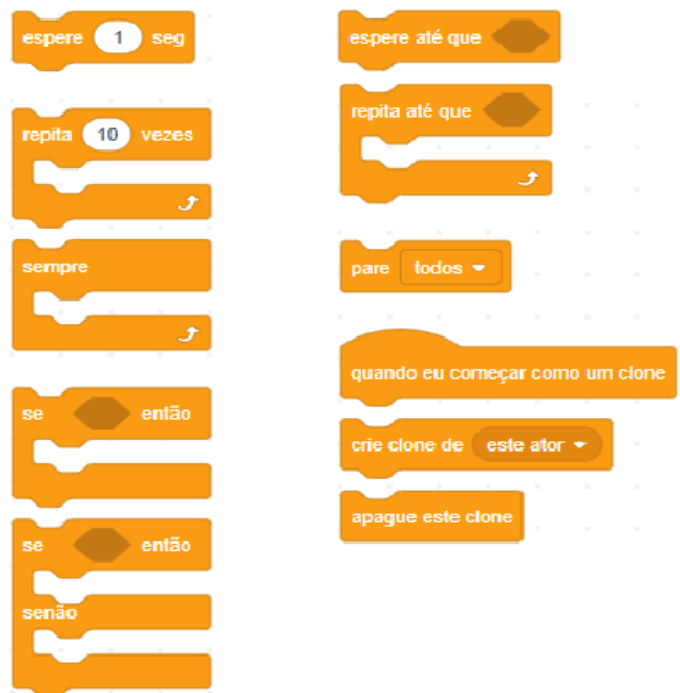 espere 1 seg
repita 10 vezes
sempre
se então
se então
senão
espere até que
repita até que
pare todos
quando eu começar como um clone
crie clone de este ator
apague este clone